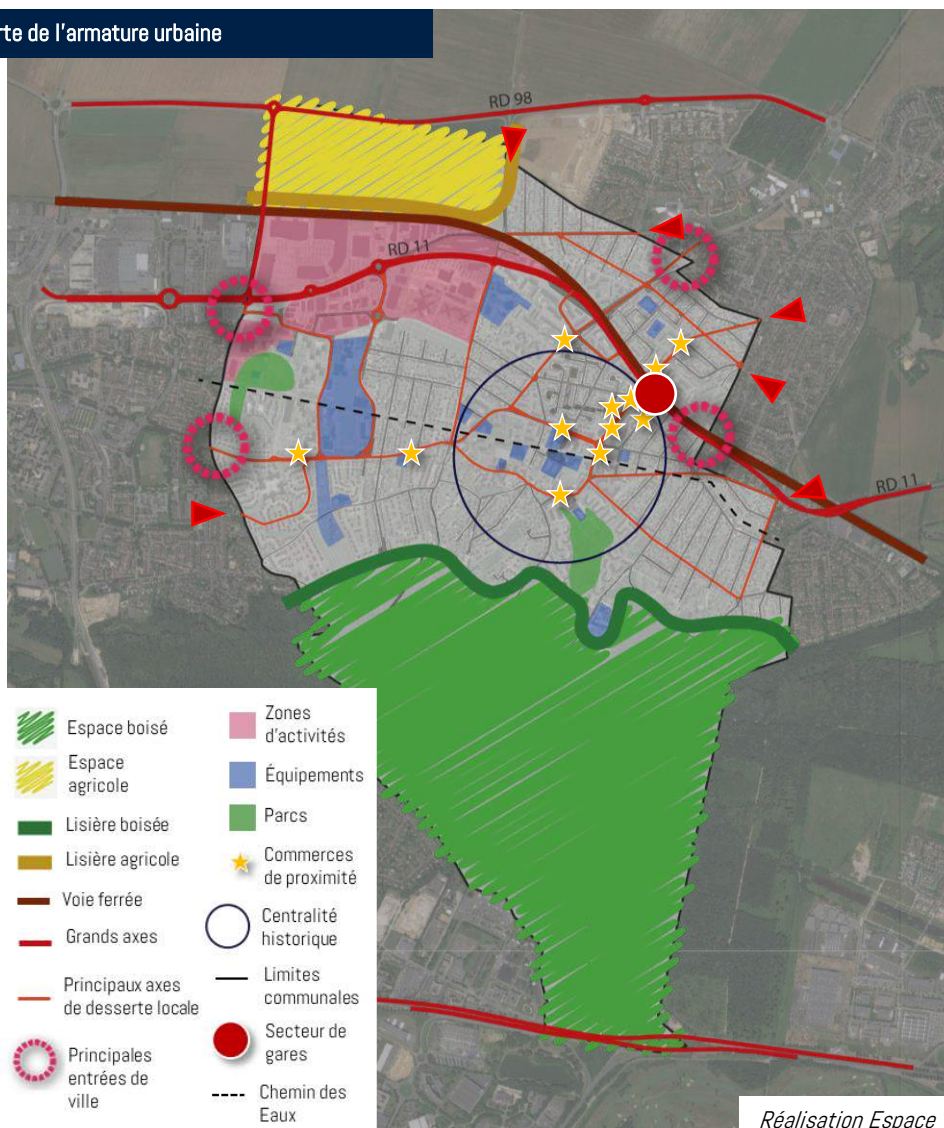 rte de l'armature urbaine
RD 98
RD 11
RD 11
Espace boisé
Espace
agricole
Lisière boisée
Lisière agricole
Voie ferrée
Grands axes
Principaux axes
de desserte locale
Principales
entrées de
ville
Zones
d'activités
Équipements
Parcs
Commerces
de proximité
Centralité
historique
Limites
communales
Secteur de
gares
Chemin des
Eaux
Réalisation Espace